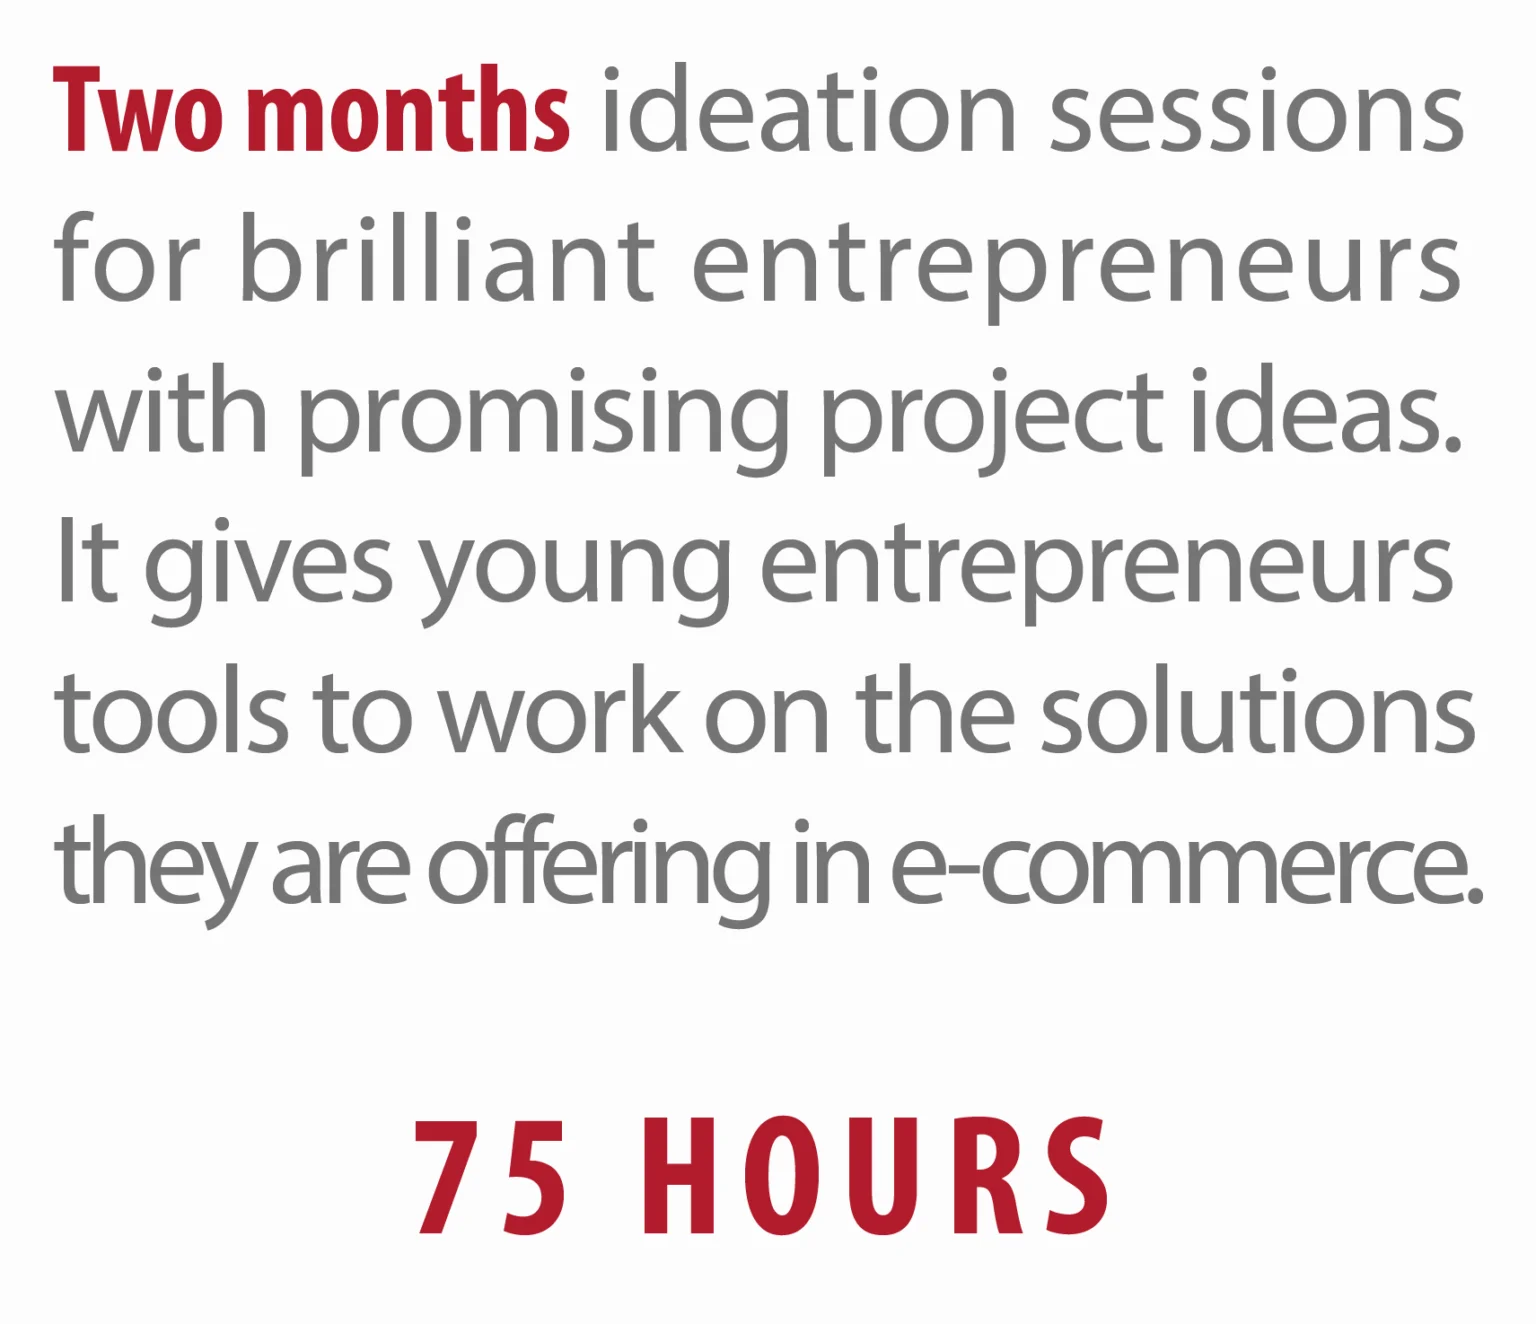 Two months ideation sessions
for brilliant entrepreneurs
with promising project ideas.
It gives young entrepreneurs
tools to work on the solutions
they are offering in e-commerce.
75 HOURS